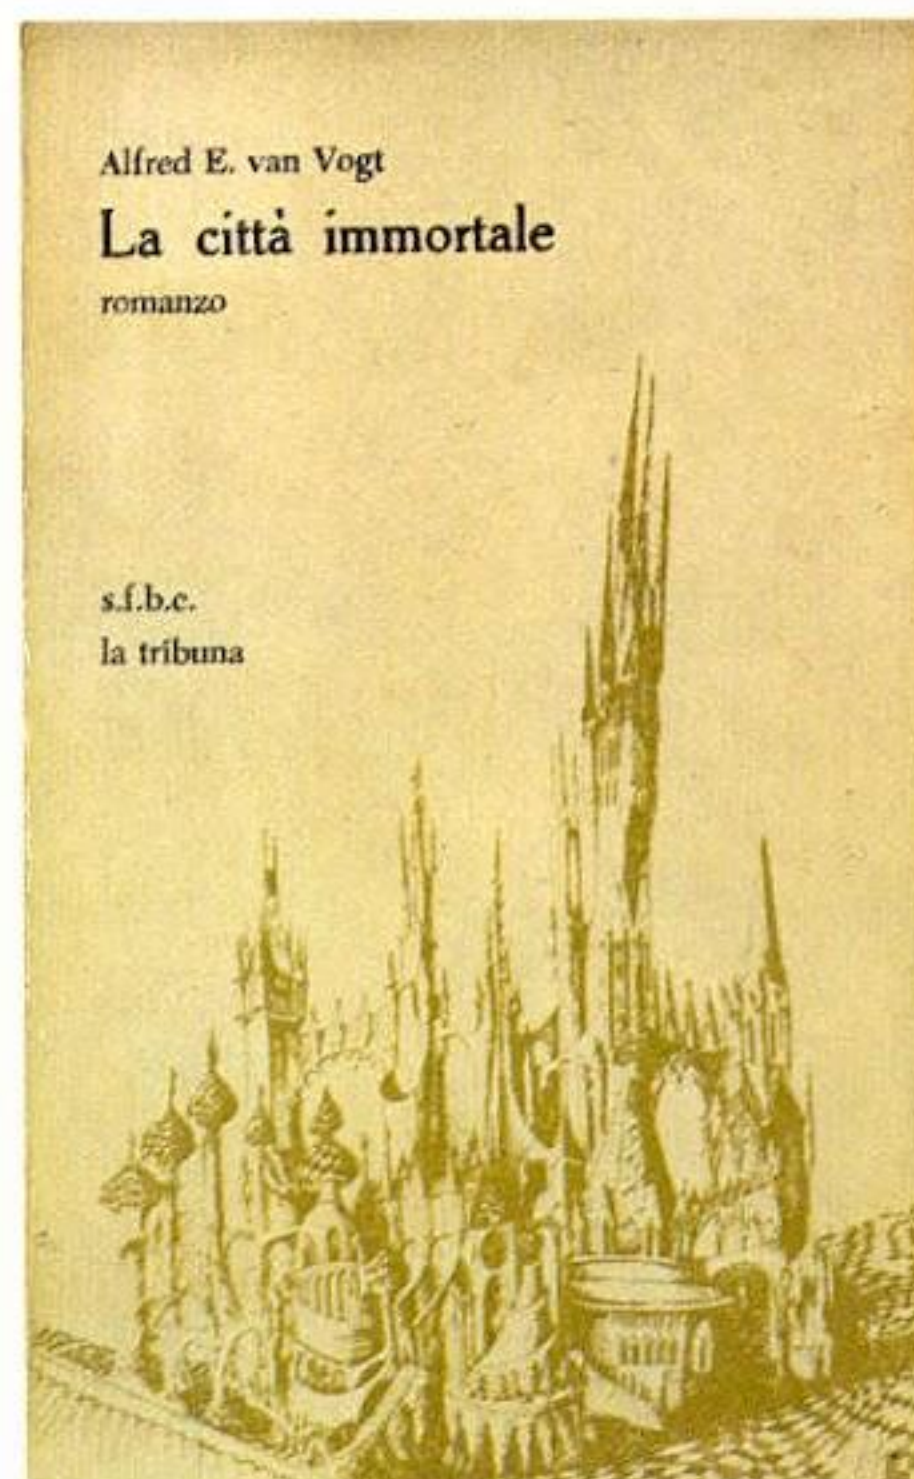 Alfred E. van Vogt
La città immortale
romanzo
s.f.b.c.
la tribuna